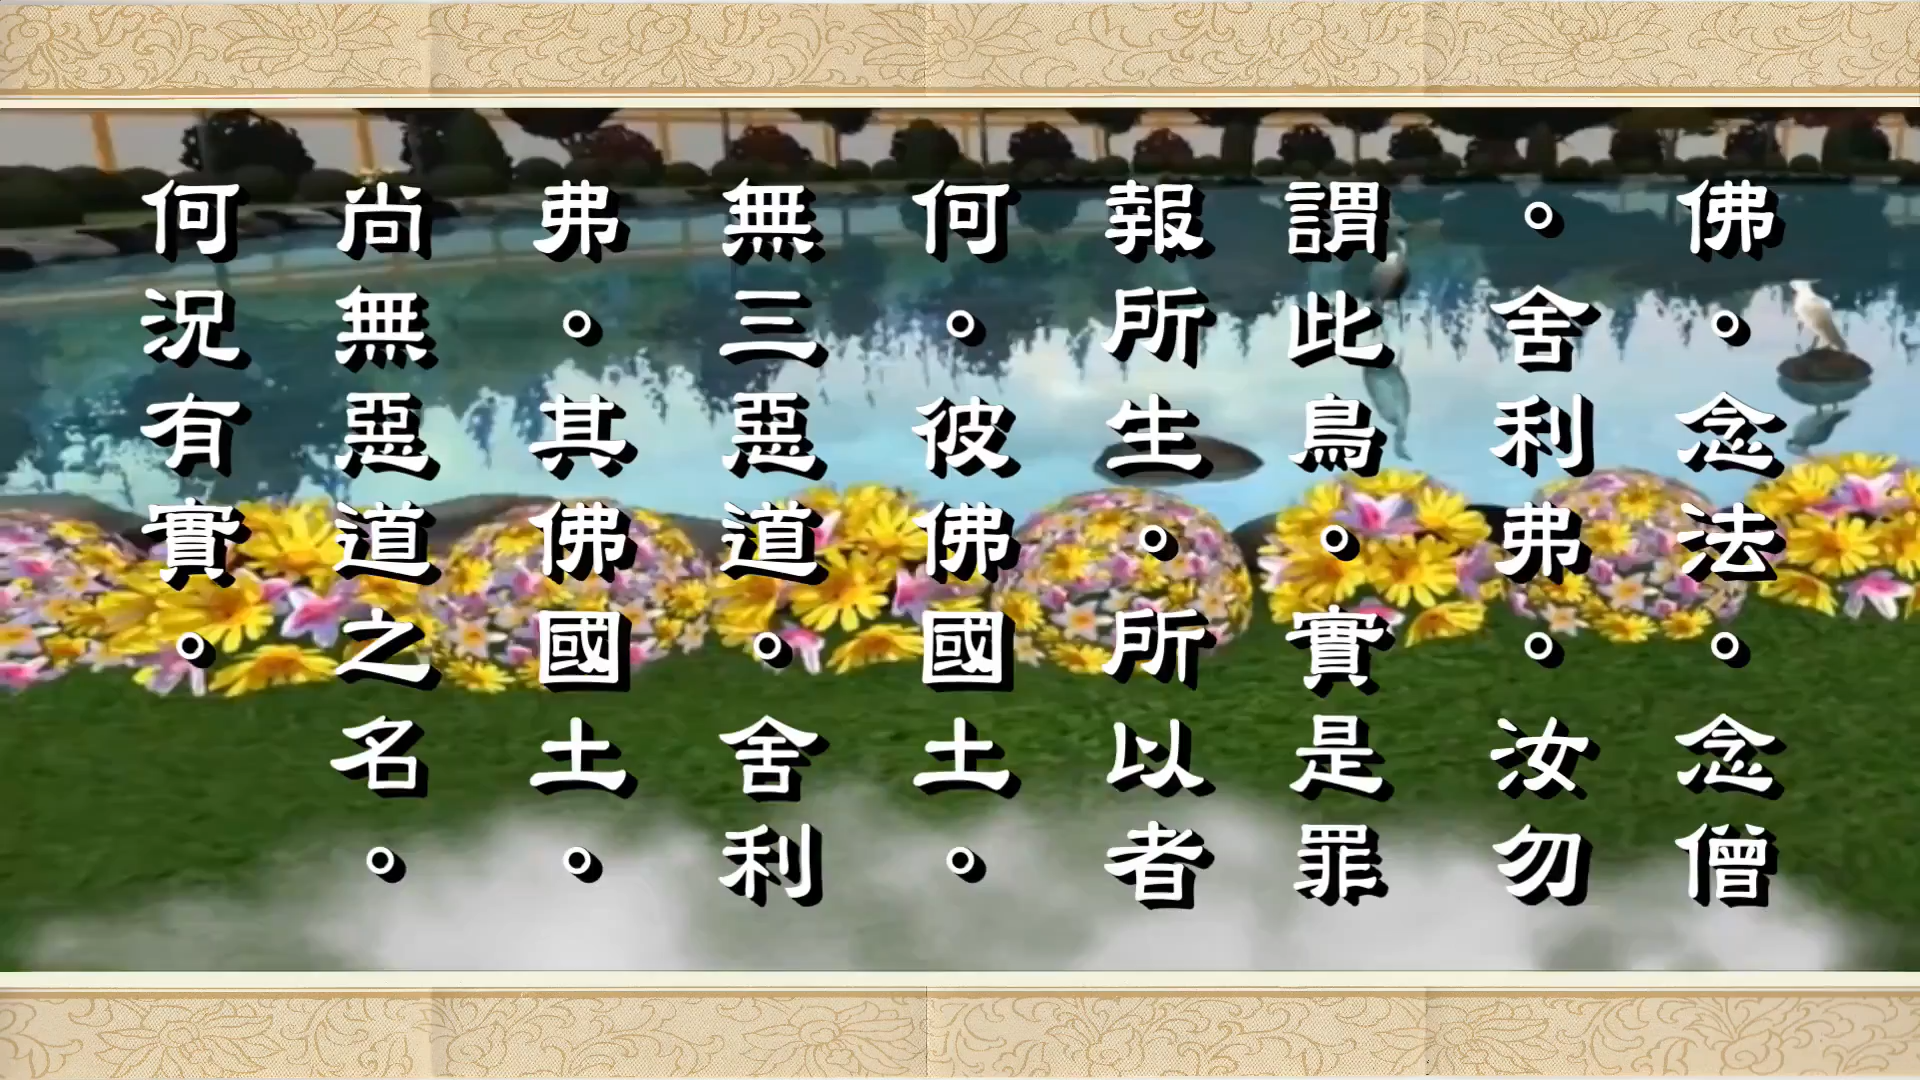 佛。念法。念僧
。舍利弗。汝勿
謂此鳥。實是罪
報所生。所以者
何。彼佛國土。
無三惡道。舍利
弗。其佛國土。
尚無惡道之名。
何況有實。